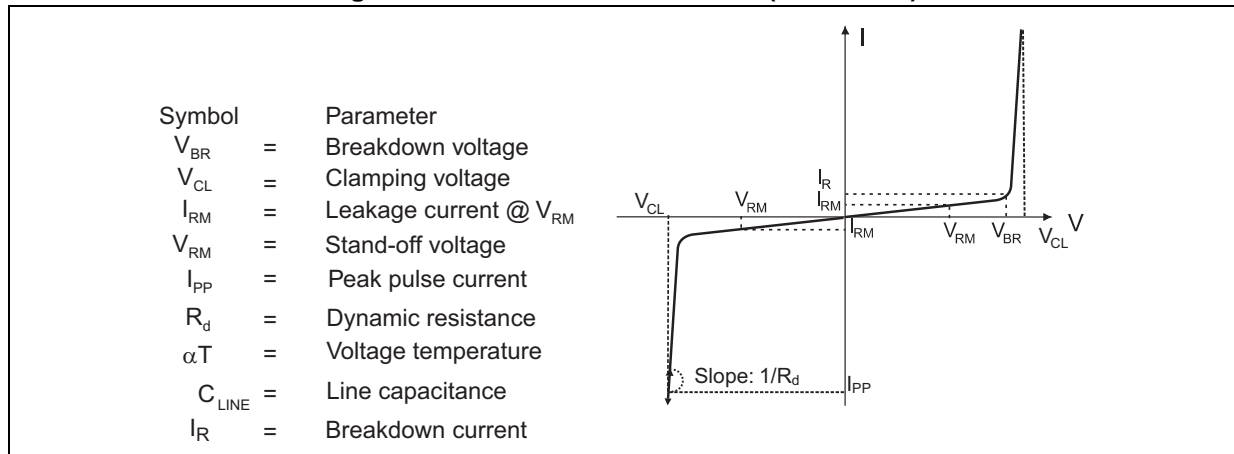 Symbol Parameter
V_BR = Breakdown voltage
V_CL = Clamping voltage
I_RM = Leakage current @ V_RM
V_RM = Stand-off voltage
I_PP = Peak pulse current
R_d = Dynamic resistance
αT = Voltage temperature
C_LINE = Line capacitance
I_R = Breakdown current
I
I_R
I_RM
V_CL
V_RM
I_RM
V_RM
V_BR
V_CL
V
Slope: 1/R_d
I_PP